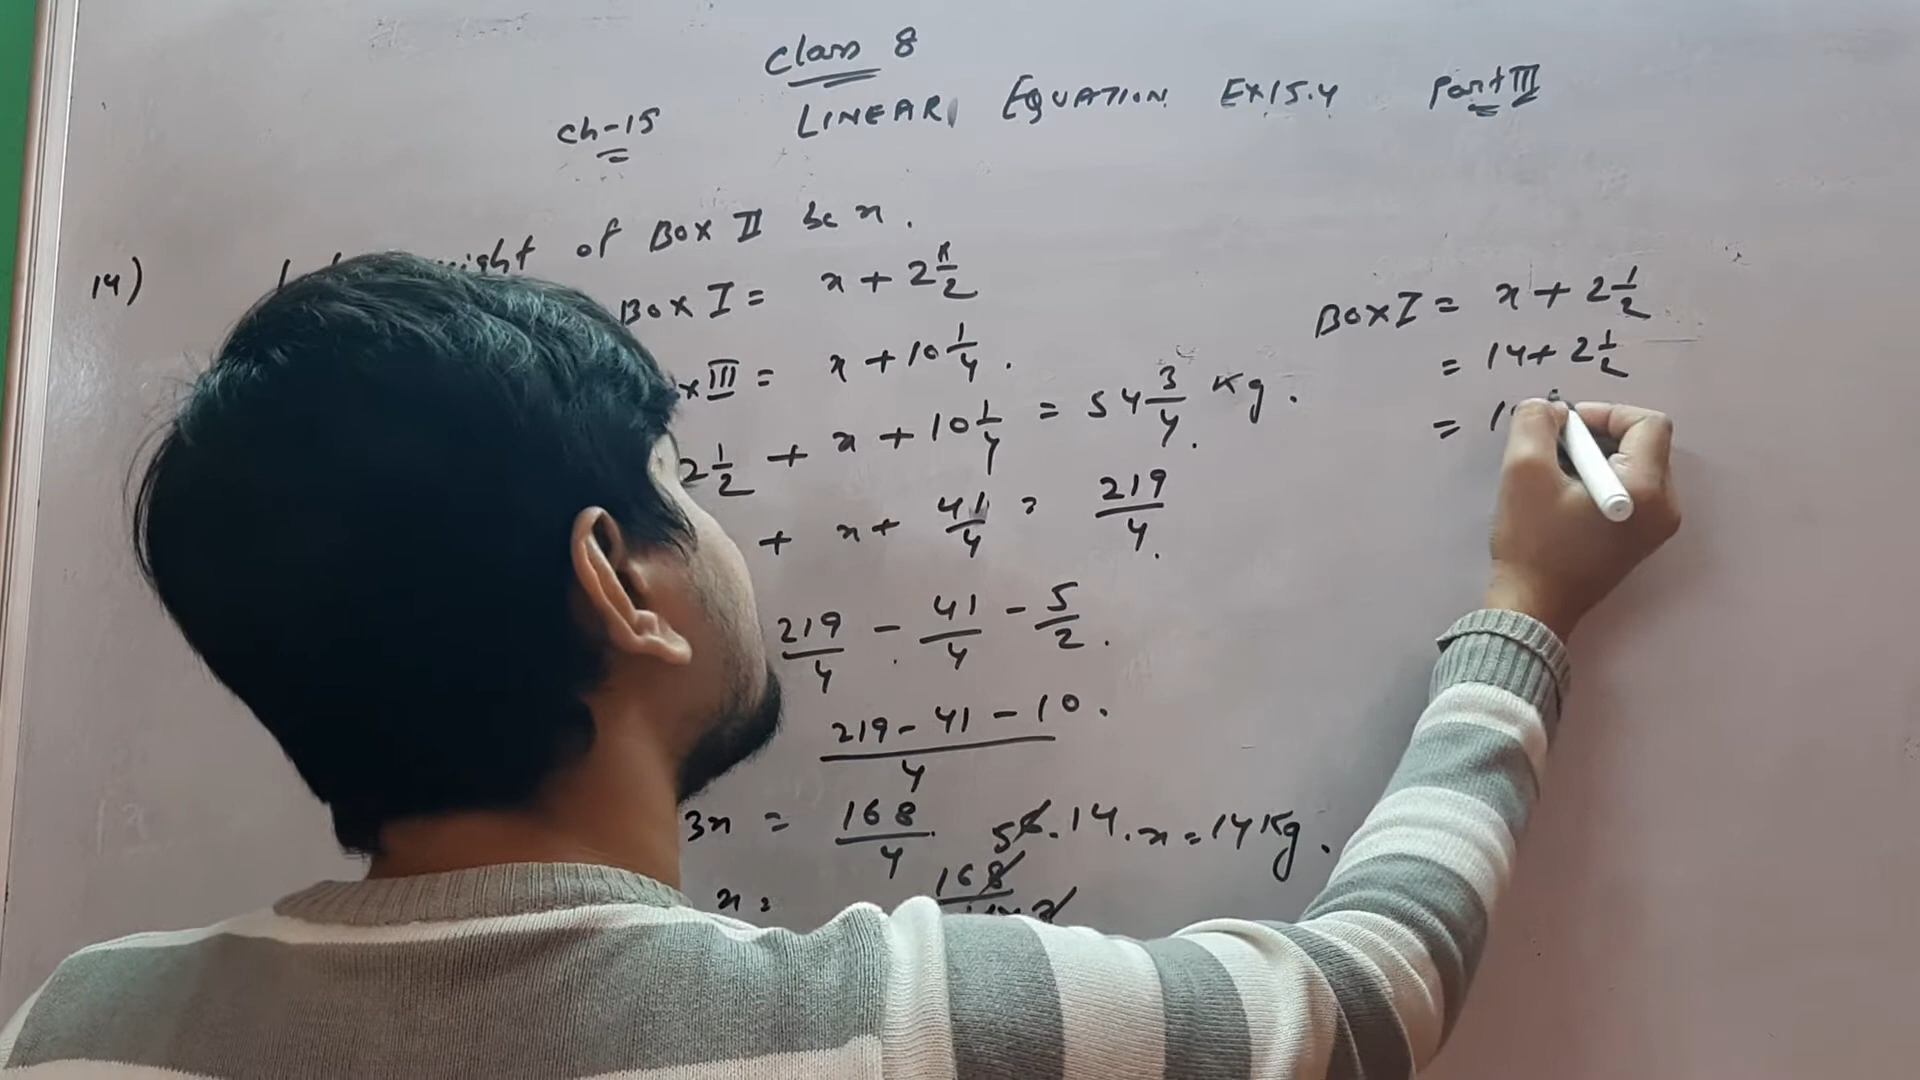 Class 8
Ch-15 LINEAR EQUATION EX15.4 Part III
14) of BOX II be x.
BOX I = x + 2 1/2
III = x + 10 1/4.
2 1/2 + x + 10 1/4 = 54 3/4 Kg.
+ x + 41/4 = 219/4.
219/4 - 41/4 - 5/2.
219 - 41 - 10. / 4
3x = 168/4. 56. 14. x = 14 Kg.
x = 168
BOX I = x + 2 1/2
= 14 + 2 1/2
=